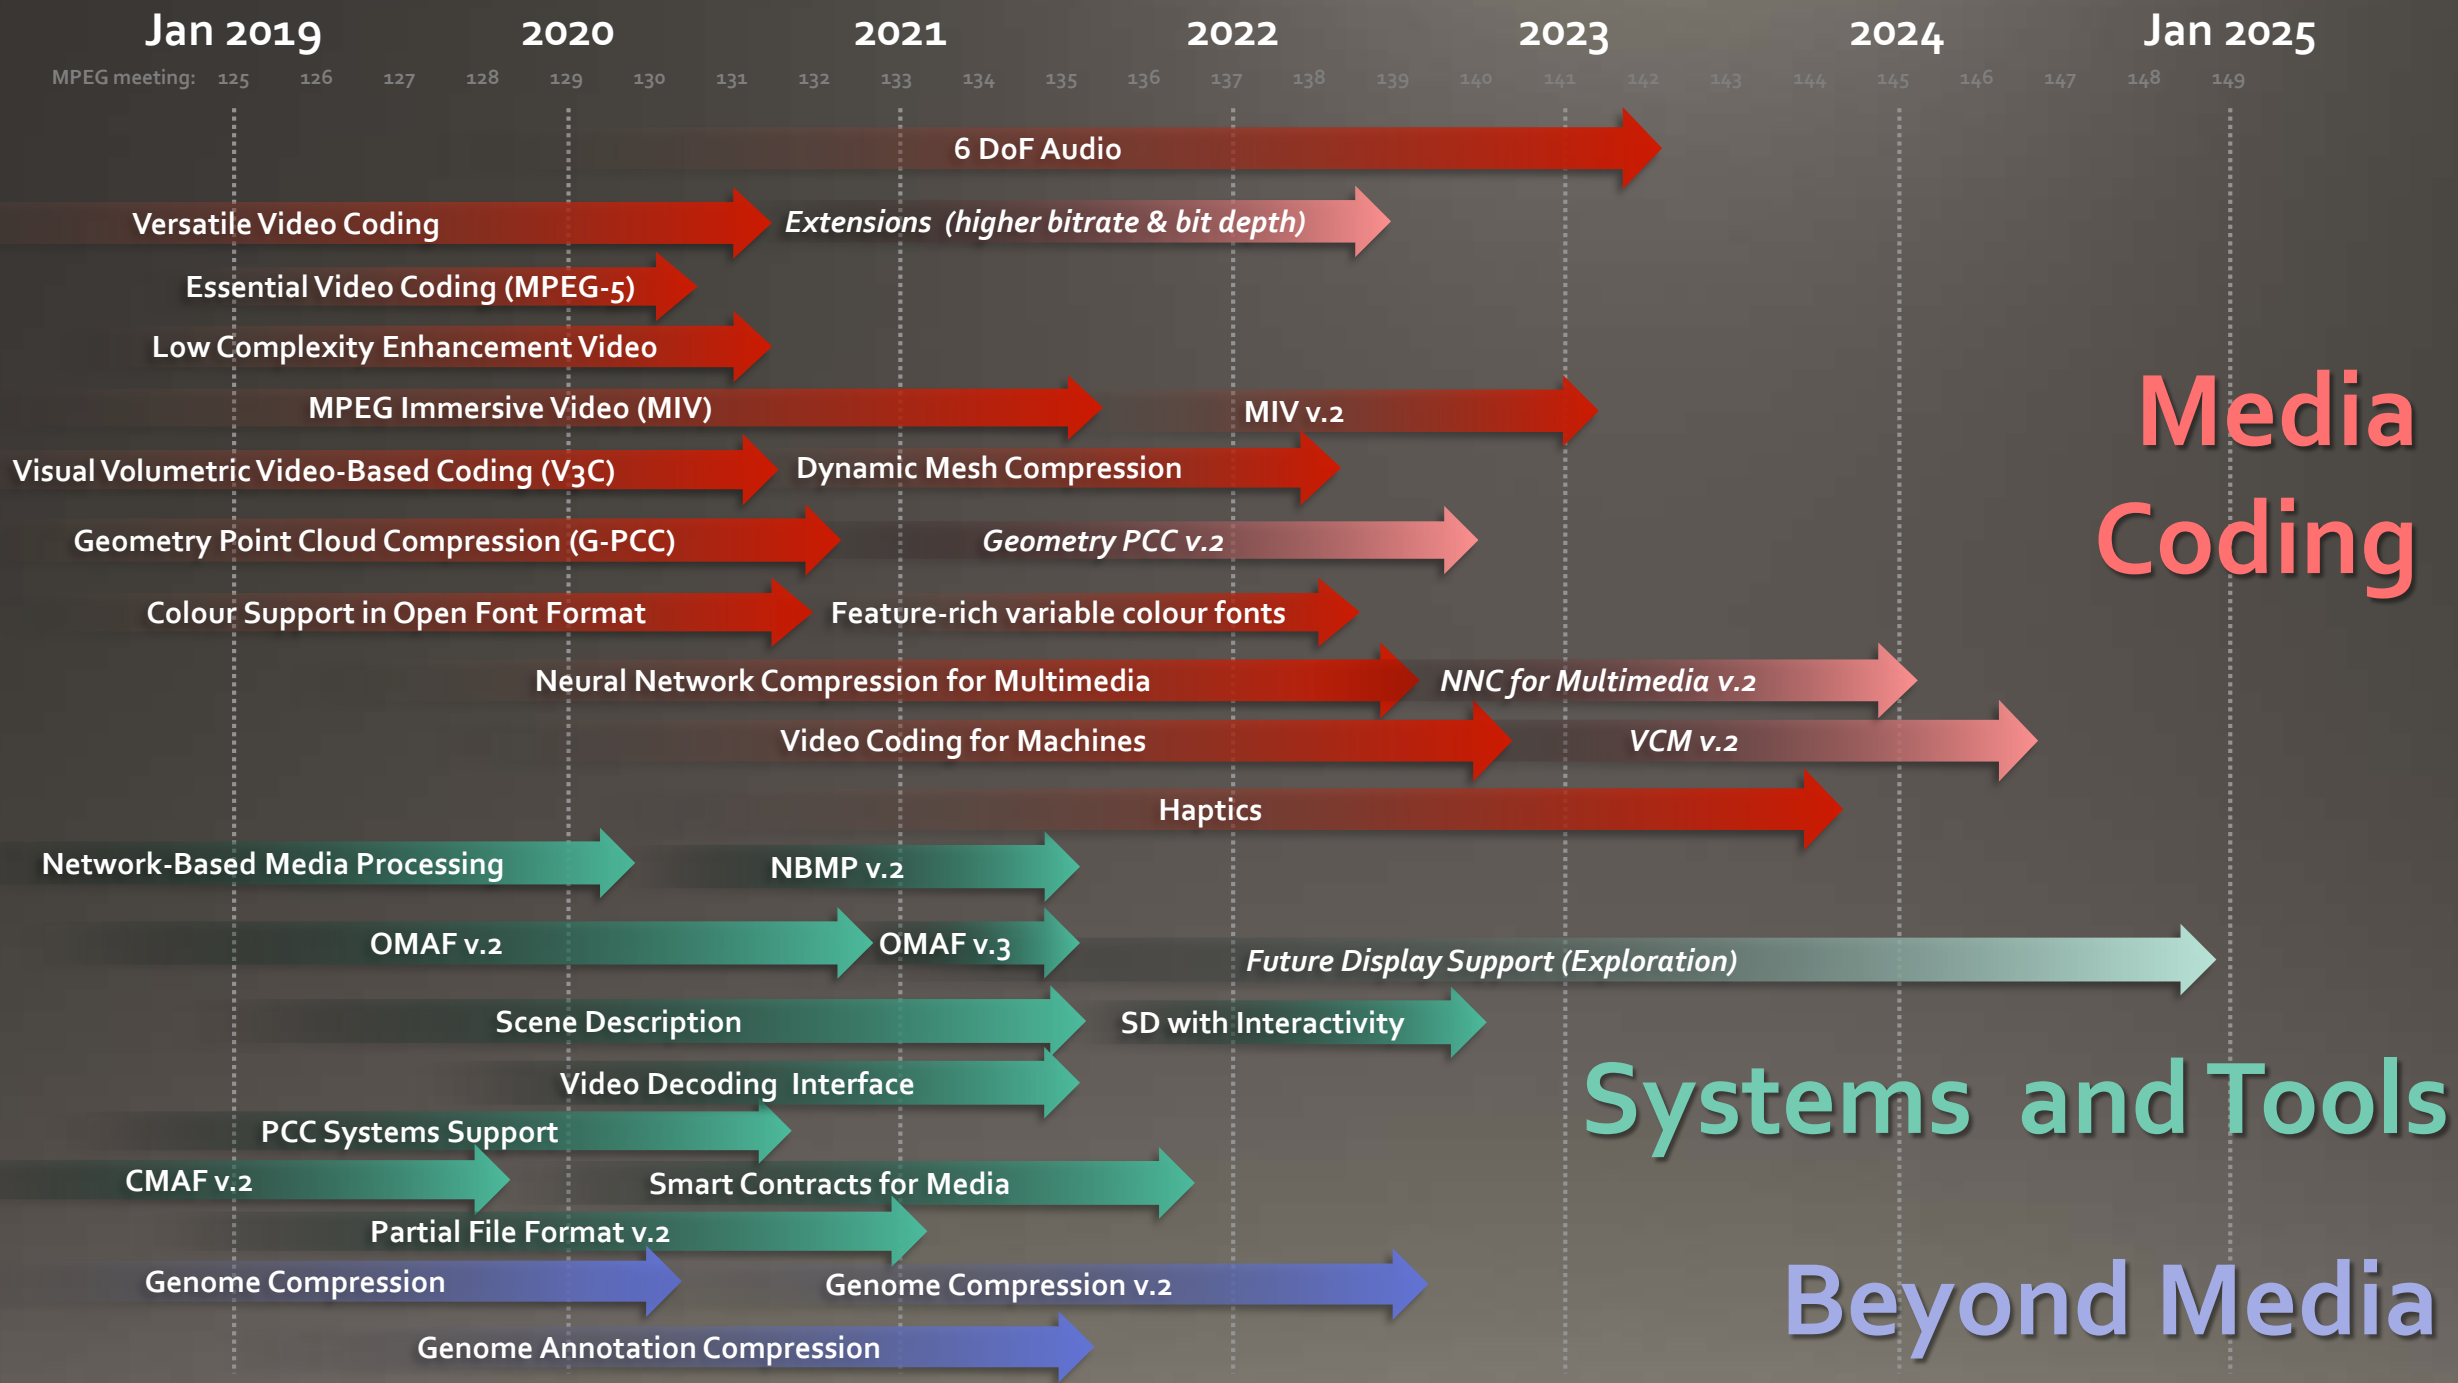 Jan 2019 2020 2021 2022 2023 2024 Jan 2025
MPEG meeting: 125 126 127 128 129 130 131 132 133 134 135 136 137 138 139 140 141 142 143 144 145 146 147 148 149
6 DoF Audio
Versatile Video Coding Extensions (higher bitrate & bit depth)
Essential Video Coding (MPEG-5)
Low Complexity Enhancement Video
MPEG Immersive Video (MIV) MIV v.2
Visual Volumetric Video-Based Coding (V3C) Dynamic Mesh Compression
Geometry Point Cloud Compression (G-PCC) Geometry PCC v.2
Colour Support in Open Font Format Feature-rich variable colour fonts
Neural Network Compression for Multimedia NNC for Multimedia v.2
Video Coding for Machines VCM v.2
Haptics
Media
Coding
Network-Based Media Processing NBMP v.2
OMAF v.2 OMAF v.3 Future Display Support (Exploration)
Scene Description SD with Interactivity
Video Decoding Interface
PCC Systems Support
CMAF v.2 Smart Contracts for Media
Partial File Format v.2
Systems and Tools
Genome Compression Genome Compression v.2
Genome Annotation Compression
Beyond Media